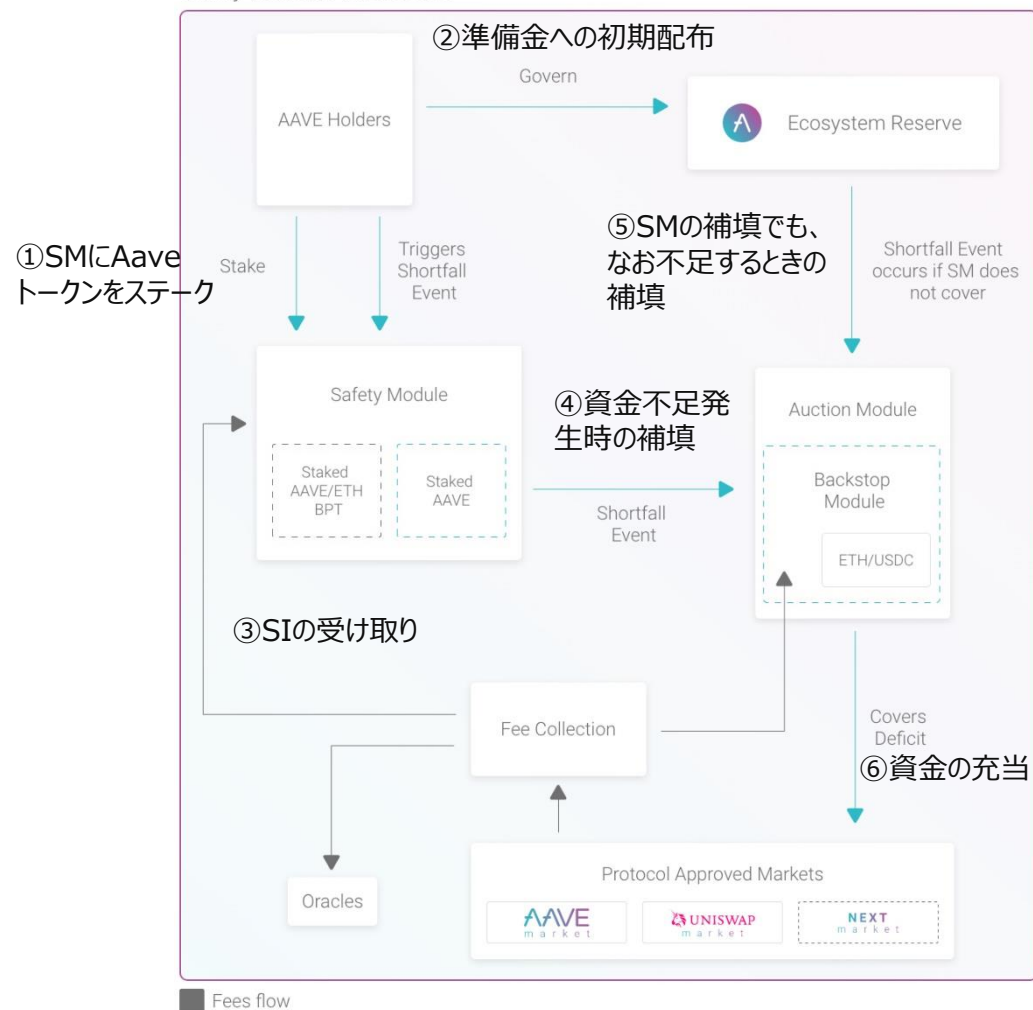 ②準備金への初期配布
Govern
AAVE Holders
Ecosystem Reserve
①SMにAave
トークンをステーク
Stake
Triggers
Shortfall
Event
⑤SMの補填でも、
なお不足するときの
補填
Shortfall Event
occurs if SM does
not cover
Safety Module
Staked
AAVE/ETH
BPT
Staked
AAVE
④資金不足発
生時の補填
Shortfall
Event
Auction Module
Backstop
Module
ETH/USDC
③SIの受け取り
Fee Collection
Covers
Deficit
⑥資金の充当
Oracles
Protocol Approved Markets
AAVE
market
UNISWAP
market
NEXT
market
Fees flow